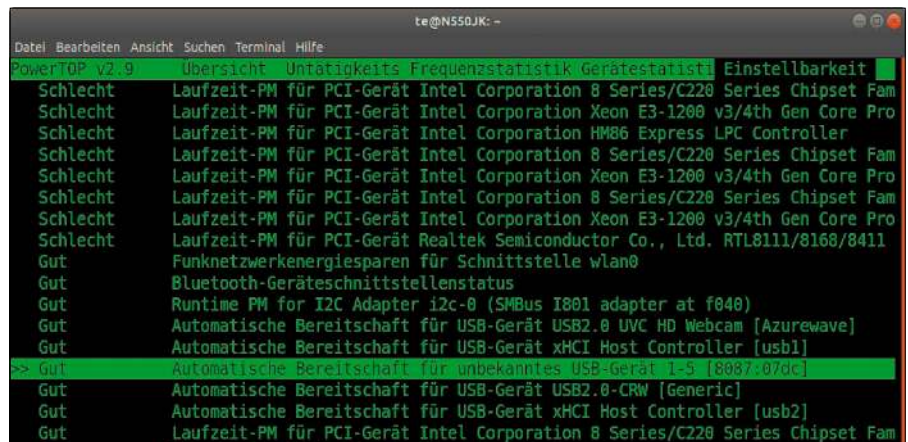 te@N550JK: ~
Datei Bearbeiten Ansicht Suchen Terminal Hilfe
PowerTOP v2.9 Übersicht Untätigkeits Frequenzstatistik Gerätestatisti Einstellbarkeit
Schlecht Laufzeit-PM für PCI-Gerät Intel Corporation 8 Series/C220 Series Chipset Fam
Schlecht Laufzeit-PM für PCI-Gerät Intel Corporation Xeon E3-1200 v3/4th Gen Core Pro
Schlecht Laufzeit-PM für PCI-Gerät Intel Corporation HM86 Express LPC Controller
Schlecht Laufzeit-PM für PCI-Gerät Intel Corporation 8 Series/C220 Series Chipset Fam
Schlecht Laufzeit-PM für PCI-Gerät Intel Corporation Xeon E3-1200 v3/4th Gen Core Pro
Schlecht Laufzeit-PM für PCI-Gerät Intel Corporation 8 Series/C220 Series Chipset Fam
Schlecht Laufzeit-PM für PCI-Gerät Intel Corporation Xeon E3-1200 v3/4th Gen Core Pro
Schlecht Laufzeit-PM für PCI-Gerät Realtek Semiconductor Co., Ltd. RTL8111/8168/8411
Gut Funknetzwerkenergiesparen für Schnittstelle wlan0
Gut Bluetooth-Geräteschnittstellenstatus
Gut Runtime PM for I2C Adapter i2c-0 (SMBus I801 adapter at f040)
Gut Automatische Bereitschaft für USB-Gerät USB2.0 UVC HD Webcam [Azurewave]
Gut Automatische Bereitschaft für USB-Gerät xHCI Host Controller [usb1]
>> Gut Automatische Bereitschaft für unbekanntes USB-Gerät 1-5 [8087:07dc]
Gut Automatische Bereitschaft für USB-Gerät USB2.0-CRW [Generic]
Gut Automatische Bereitschaft für USB-Gerät xHCI Host Controller [usb2]
Gut Laufzeit-PM für PCI-Gerät Intel Corporation 8 Series/C220 Series Chipset Fam